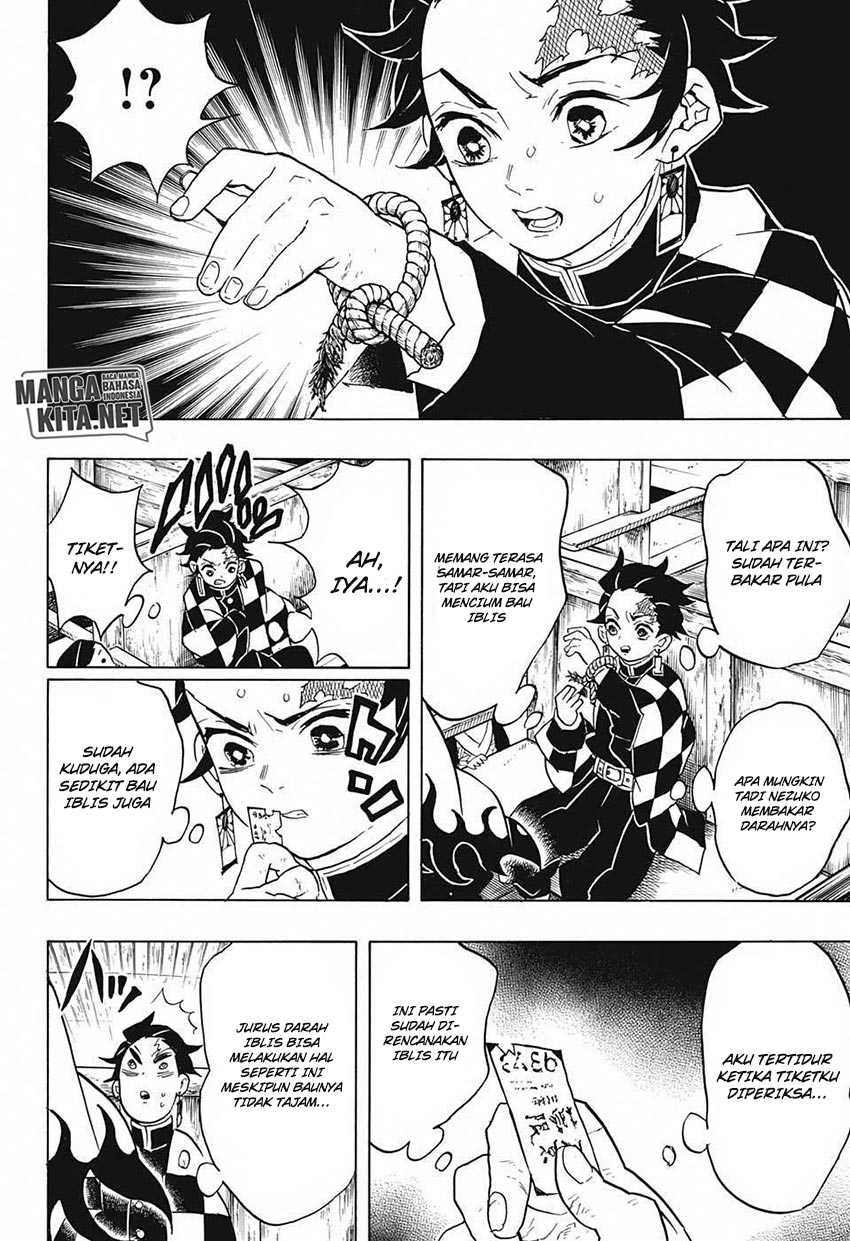 !?
MANGA
KITA.NET
BACA MANGA
BAHASA
INDONESIA
TALI APA INI?
SUDAH TER-
BAKAR PULA
MEMANG TERASA
SAMAR-SAMAR,
TAPI AKU BISA
MENCIUM BAU
IBLIS
APA MUNGKIN
TADI NEZUKO
MEMBAKAR
DARAHNYA?
AH,
IYA...!
TIKET-
NYA!!
SUDAH
KUDUGA, ADA
SEDIKIT BAU
IBLIS JUGA
AKU TERTIDUR
KETIKA TIKETKU
DIPERIKSA...
INI PASTI
SUDAH DI-
RENCANAKAN
IBLIS ITU
JURUS DARAH
IBLIS BISA
MELAKUKAN HAL
SEPERTI INI
MESKIPUN BAUNYA
TIDAK TAJAM...